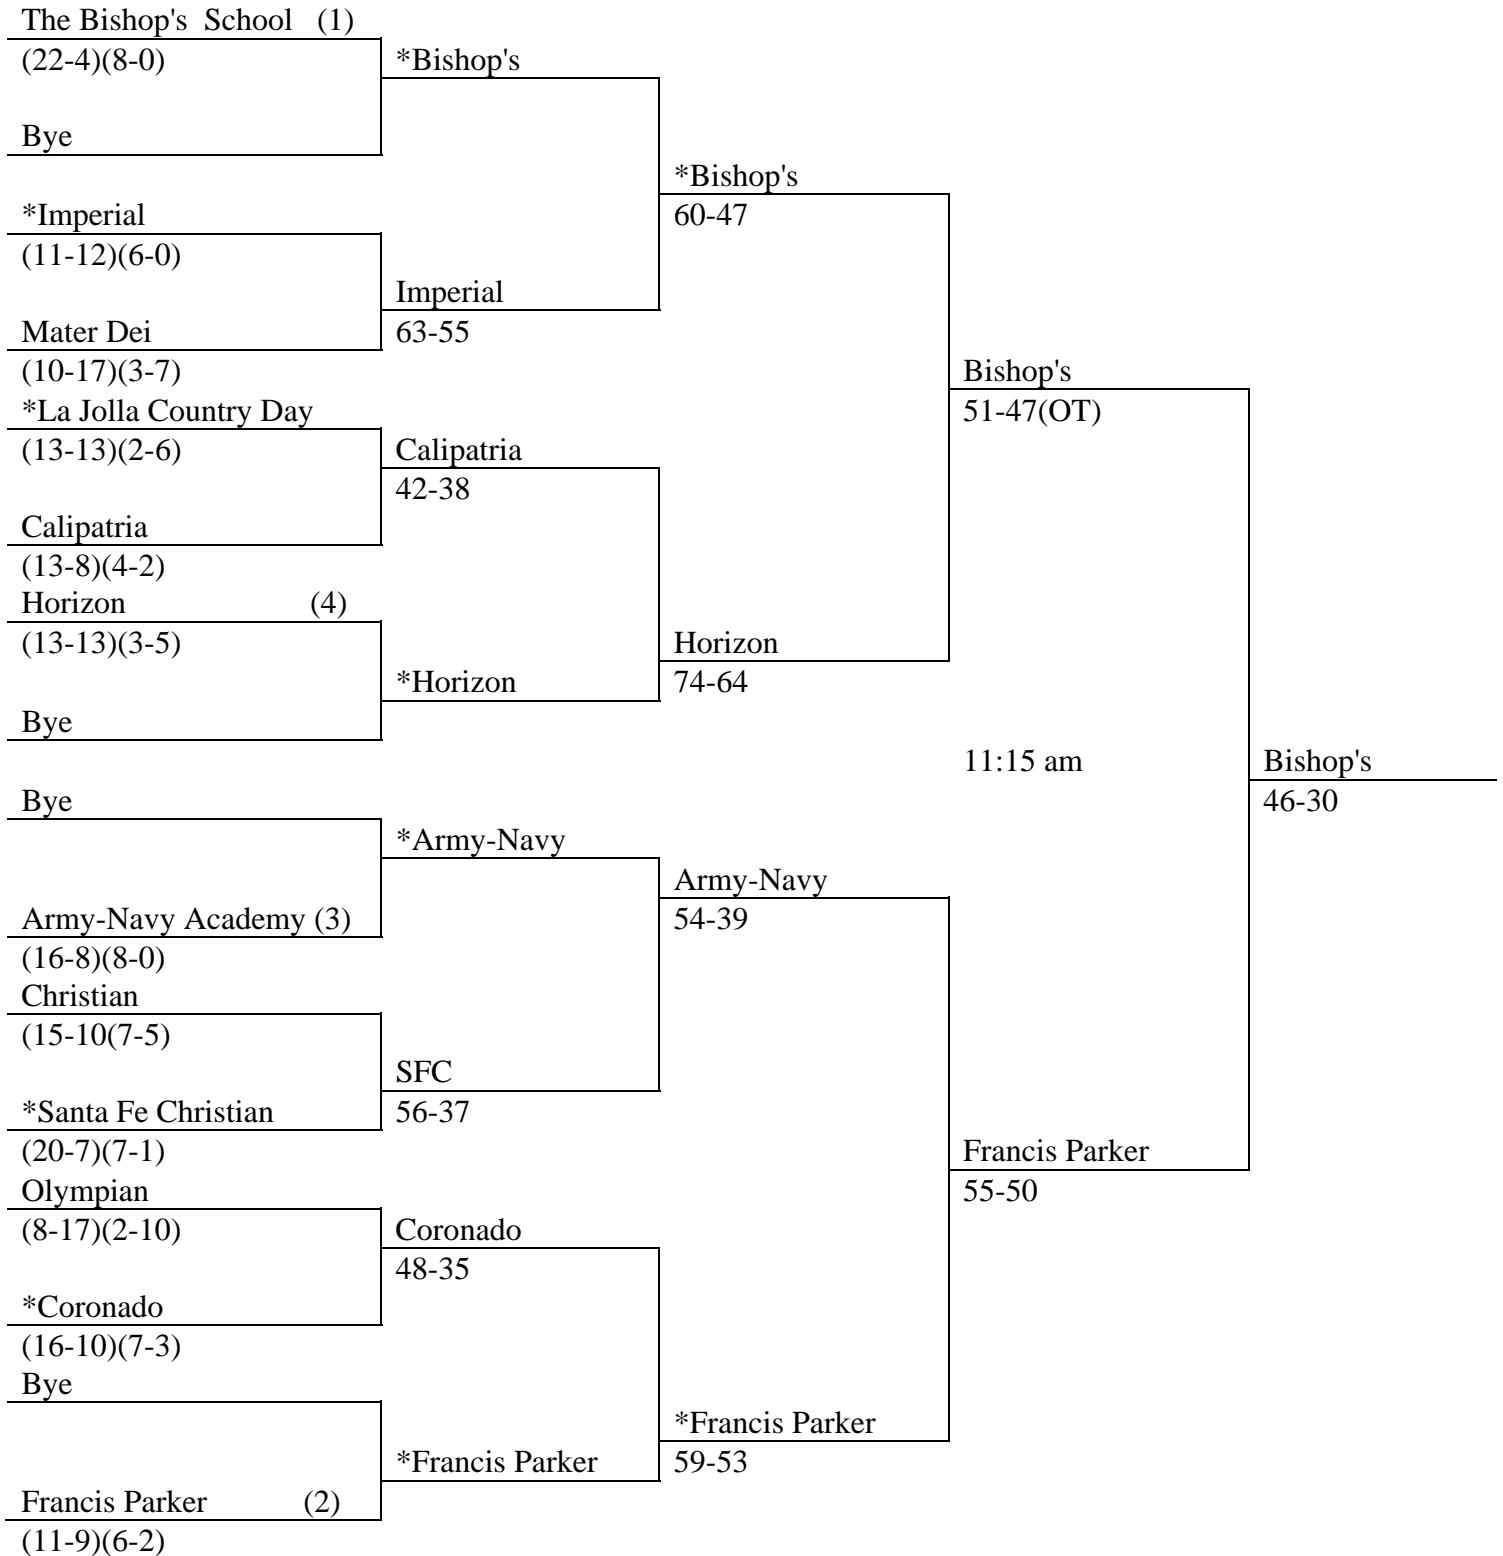 The Bishop's  School   (1)
(22-4)(8-0)
*Bishop's
Bye
*Bishop's
60-47
*Imperial
(11-12)(6-0)
Imperial
63-55
Mater Dei
(10-17)(3-7)
Bishop's
51-47(OT)
*La Jolla Country Day
(13-13)(2-6)
Calipatria
42-38
Calipatria
(13-8)(4-2)
Horizon (4)
(13-13)(3-5)
Horizon
74-64
*Horizon
Bye
11:15 am
Bishop's
46-30
Bye
*Army-Navy
Army-Navy
54-39
Army-Navy Academy (3)
(16-8)(8-0)
Christian
(15-10(7-5)
SFC
56-37
*Santa Fe Christian
(20-7)(7-1)
Francis Parker
55-50
Olympian
(8-17)(2-10)
Coronado
48-35
*Coronado
(16-10)(7-3)
Bye
*Francis Parker
59-53
*Francis Parker
Francis Parker (2)
(11-9)(6-2)